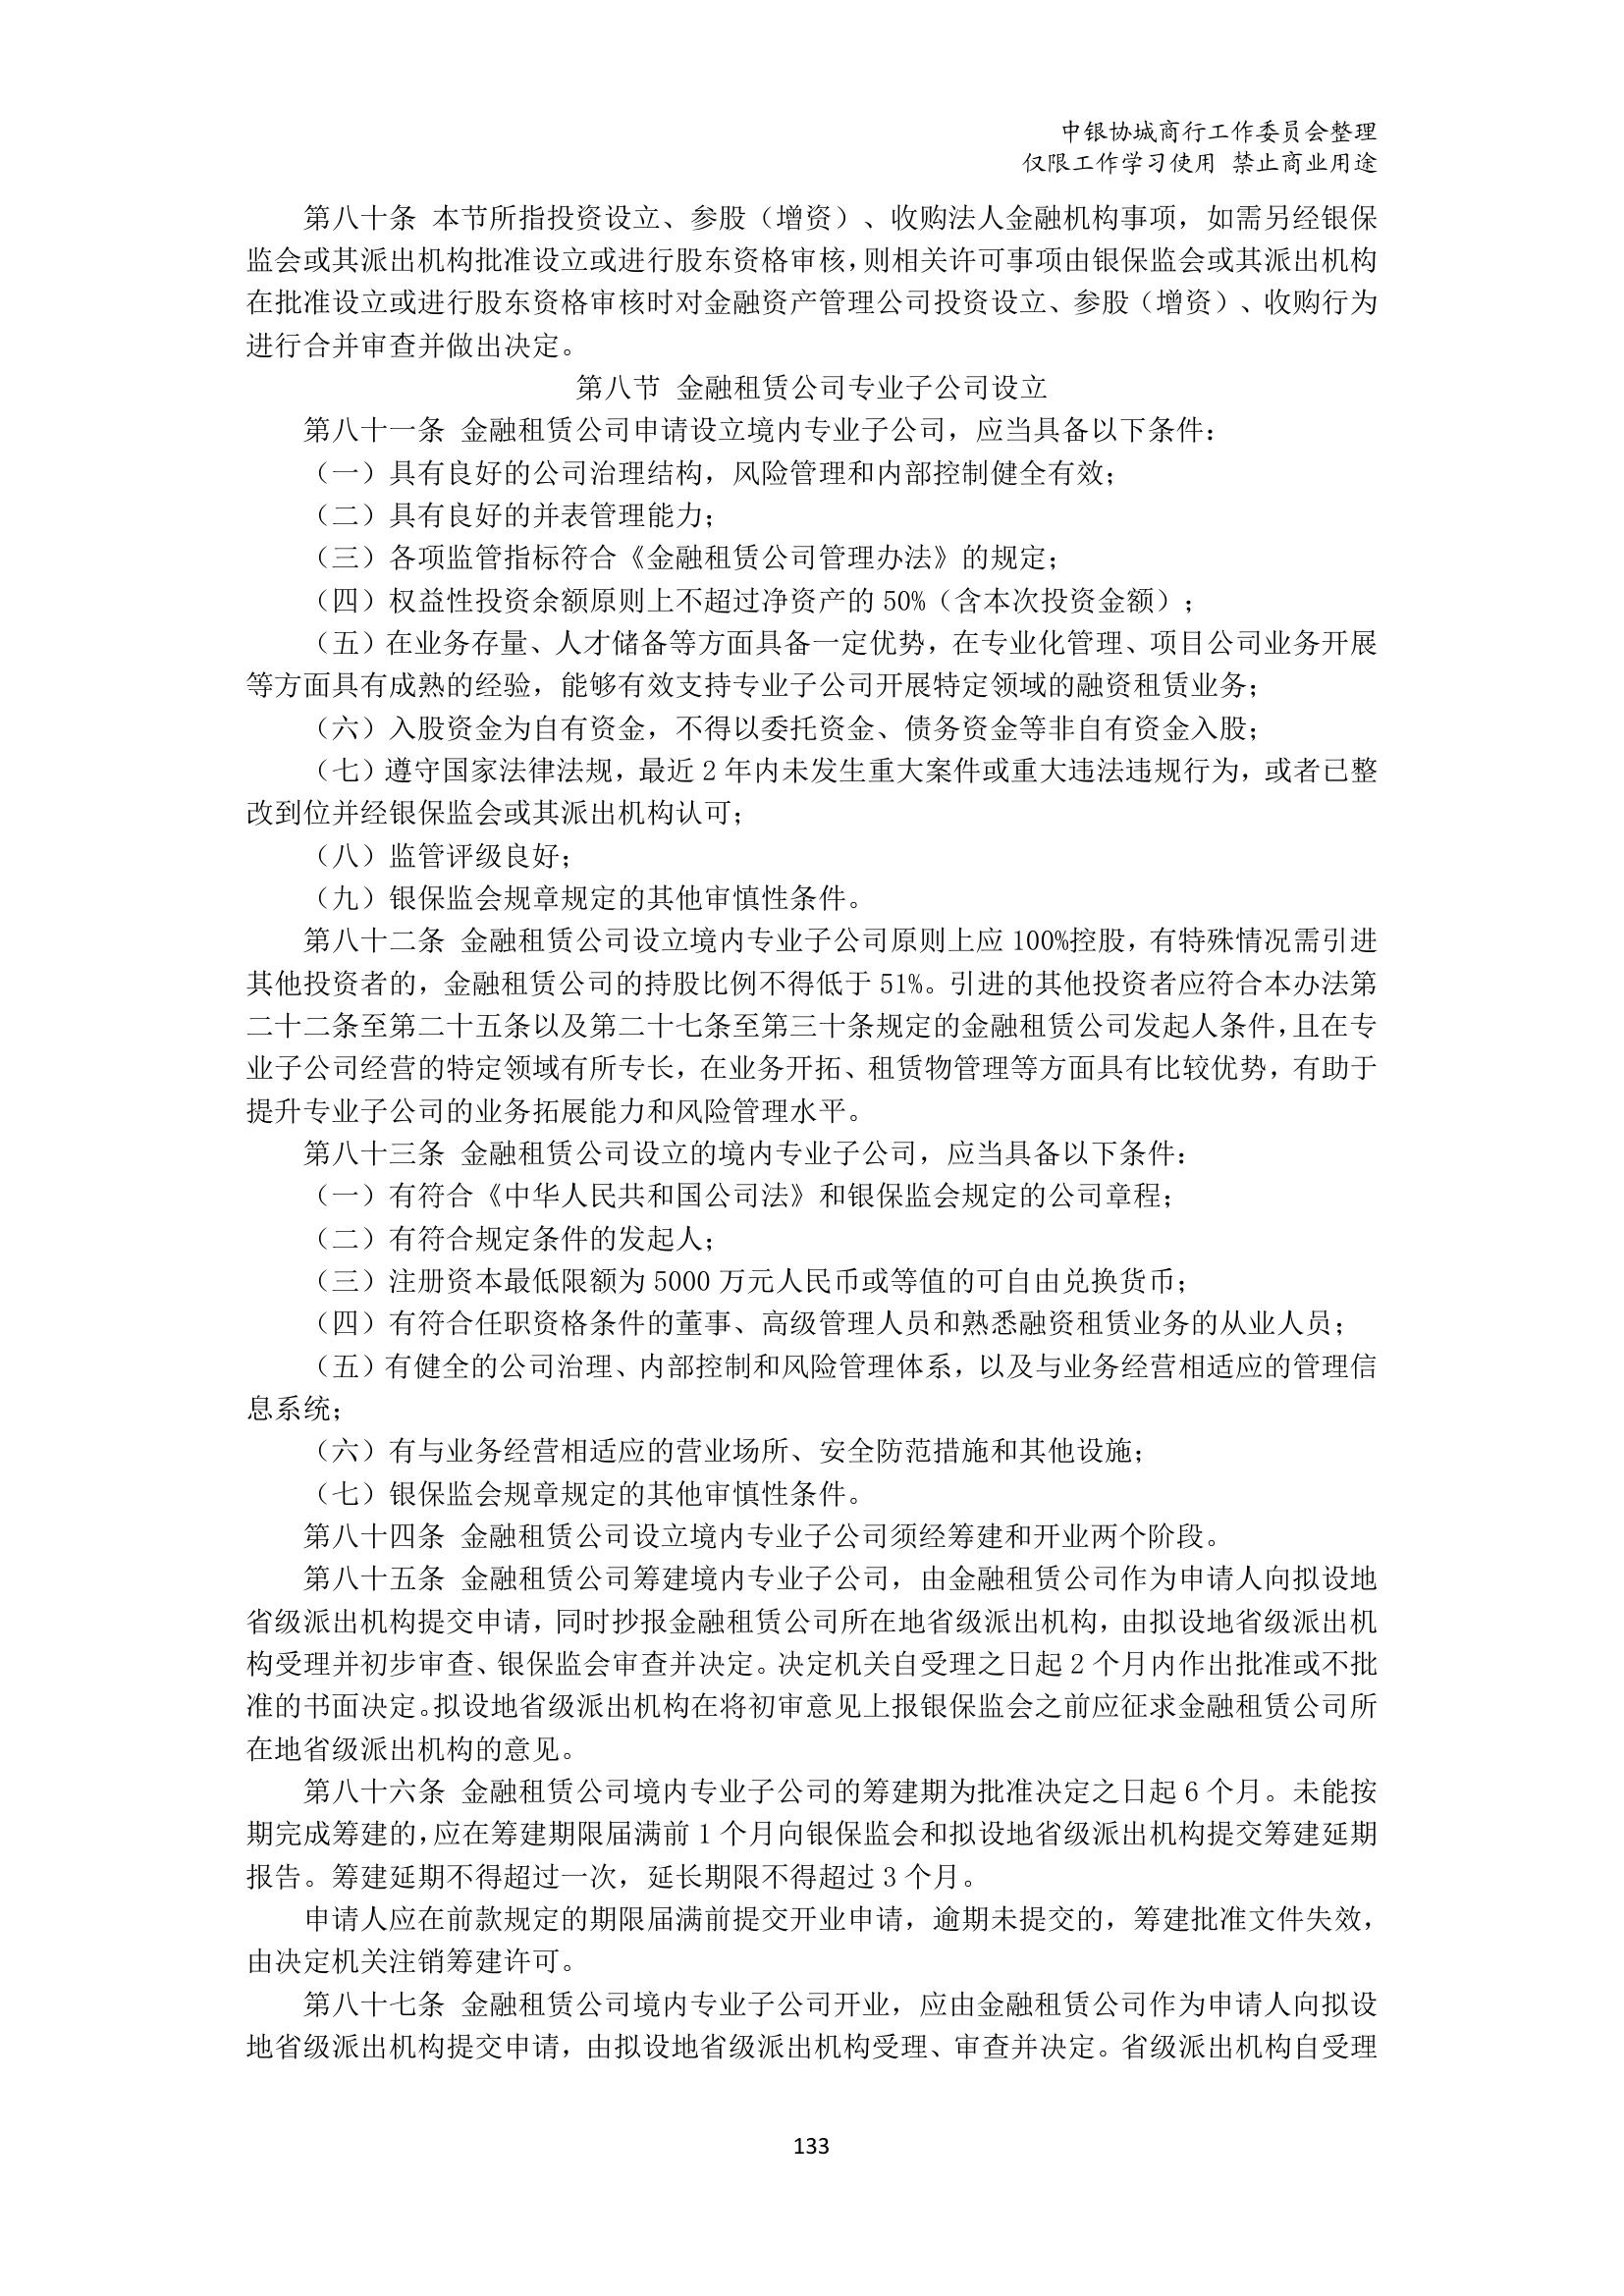 中银协城商行工作委员会整理
仅限工作学习使用 禁止商业用途
第八十条 本节所指投资设立、参股（增资）、收购法人金融机构事项，如需另经银保
监会或其派出机构批准设立或进行股东资格审核，则相关许可事项由银保监会或其派出机构
在批准设立或进行股东资格审核时对金融资产管理公司投资设立、参股（增资）、收购行为
进行合并审查并做出决定。
第八节 金融租赁公司专业子公司设立
第八十一条 金融租赁公司申请设立境内专业子公司，应当具备以下条件：
（一）具有良好的公司治理结构，风险管理和内部控制健全有效；
（二）具有良好的并表管理能力；
（三）各项监管指标符合《金融租赁公司管理办法》的规定；
（四）权益性投资余额原则上不超过净资产的 50%（含本次投资金额）；
（五）在业务存量、人才储备等方面具备一定优势，在专业化管理、项目公司业务开展
等方面具有成熟的经验，能够有效支持专业子公司开展特定领域的融资租赁业务；
（六）入股资金为自有资金，不得以委托资金、债务资金等非自有资金入股；
（七）遵守国家法律法规，最近 2 年内未发生重大案件或重大违法违规行为，或者已整
改到位并经银保监会或其派出机构认可；
（八）监管评级良好；
（九）银保监会规章规定的其他审慎性条件。
第八十二条 金融租赁公司设立境内专业子公司原则上应 100%控股，有特殊情况需引进
其他投资者的，金融租赁公司的持股比例不得低于 51%。引进的其他投资者应符合本办法第
二十二条至第二十五条以及第二十七条至第三十条规定的金融租赁公司发起人条件，且在专
业子公司经营的特定领域有所专长，在业务开拓、租赁物管理等方面具有比较优势，有助于
提升专业子公司的业务拓展能力和风险管理水平。
第八十三条 金融租赁公司设立的境内专业子公司，应当具备以下条件：
（一）有符合《中华人民共和国公司法》和银保监会规定的公司章程；
（二）有符合规定条件的发起人；
（三）注册资本最低限额为 5000 万元人民币或等值的可自由兑换货币；
（四）有符合任职资格条件的董事、高级管理人员和熟悉融资租赁业务的从业人员；
（五）有健全的公司治理、内部控制和风险管理体系，以及与业务经营相适应的管理信
息系统；
（六）有与业务经营相适应的营业场所、安全防范措施和其他设施；
（七）银保监会规章规定的其他审慎性条件。
第八十四条 金融租赁公司设立境内专业子公司须经筹建和开业两个阶段。
第八十五条 金融租赁公司筹建境内专业子公司，由金融租赁公司作为申请人向拟设地
省级派出机构提交申请，同时抄报金融租赁公司所在地省级派出机构，由拟设地省级派出机
构受理并初步审查、银保监会审查并决定。决定机关自受理之日起 2 个月内作出批准或不批
准的书面决定。拟设地省级派出机构在将初审意见上报银保监会之前应征求金融租赁公司所
在地省级派出机构的意见。
第八十六条 金融租赁公司境内专业子公司的筹建期为批准决定之日起 6 个月。未能按
期完成筹建的，应在筹建期限届满前 1 个月向银保监会和拟设地省级派出机构提交筹建延期
报告。筹建延期不得超过一次，延长期限不得超过 3 个月。
申请人应在前款规定的期限届满前提交开业申请，逾期未提交的，筹建批准文件失效，
由决定机关注销筹建许可。
第八十七条 金融租赁公司境内专业子公司开业，应由金融租赁公司作为申请人向拟设
地省级派出机构提交申请，由拟设地省级派出机构受理、审查并决定。省级派出机构自受理
133